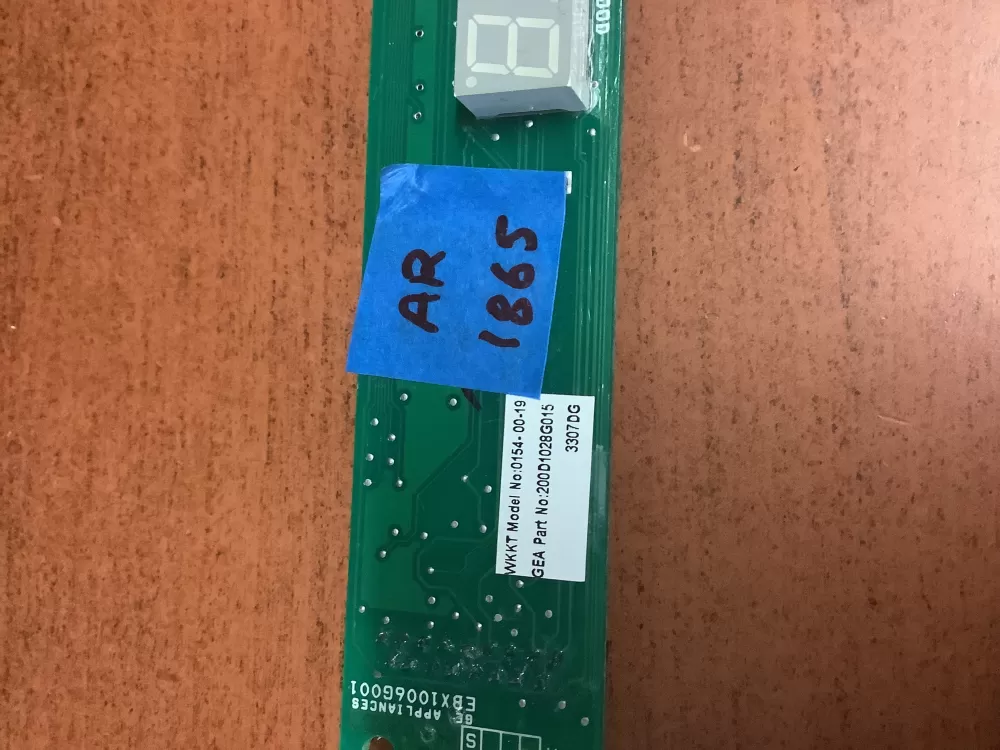 AR
1865
WKKT Model No:0154-00-19
GEA Part No:200D1028G015
3307DG
GE APPLIANCES
EBX1006G001
S